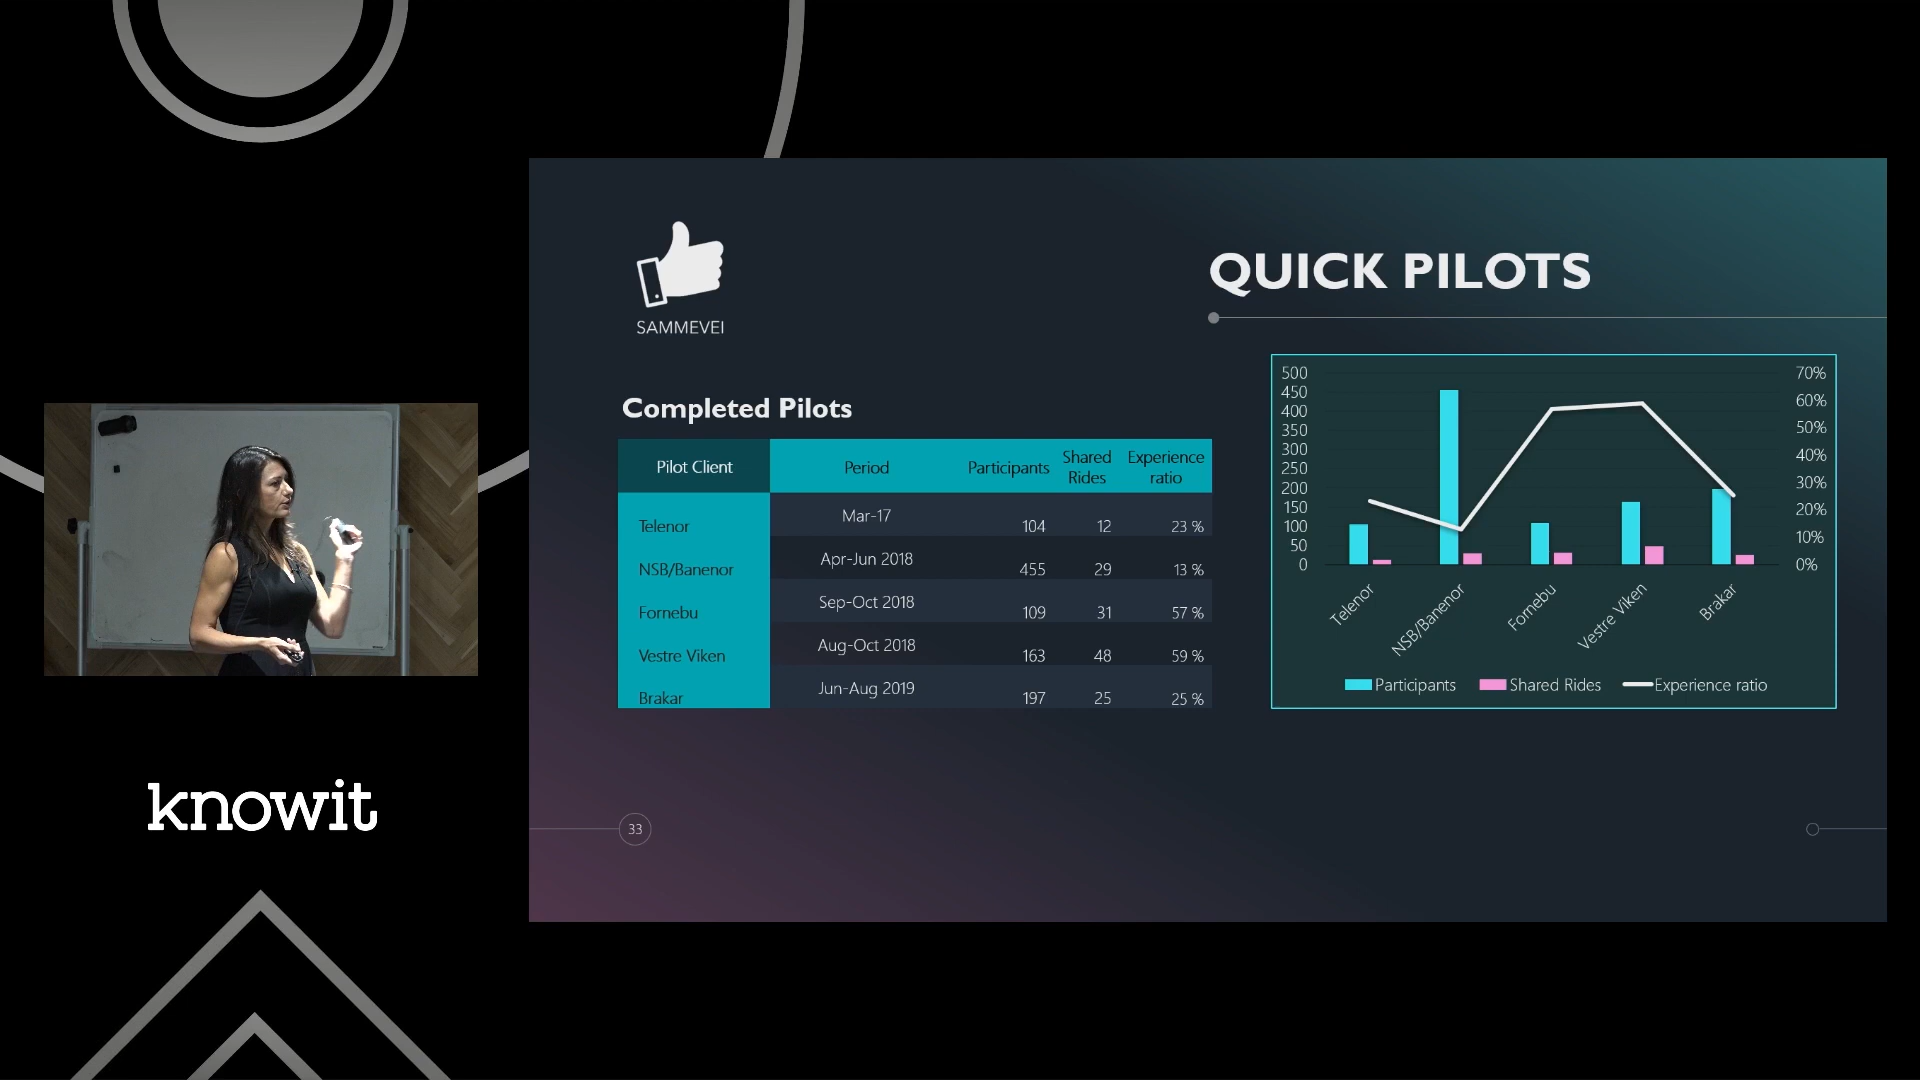 SAMMEVEI
QUICK PILOTS
Completed Pilots
Pilot Client Period Participants Shared Rides Experience ratio
Telenor Mar-17 104 12 23 %
NSB/Banenor Apr-Jun 2018 455 29 13 %
Fornebu Sep-Oct 2018 109 31 57 %
Vestre Viken Aug-Oct 2018 163 48 59 %
Brakar Jun-Aug 2019 197 25 25 %
500 70%
450 60%
400 50%
350 40%
300 30%
250 20%
200 10%
150 0%
100
50
0
Telenor NSB/Banenor Fornebu Vestre Viken Brakar
Participants Shared Rides Experience ratio
33
knowit